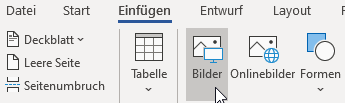 Datei Start Einfügen Entwurf Layout
Deckblatt
Leere Seite
Seitenumbruch
Tabelle
Bilder Onlinebilder Formen